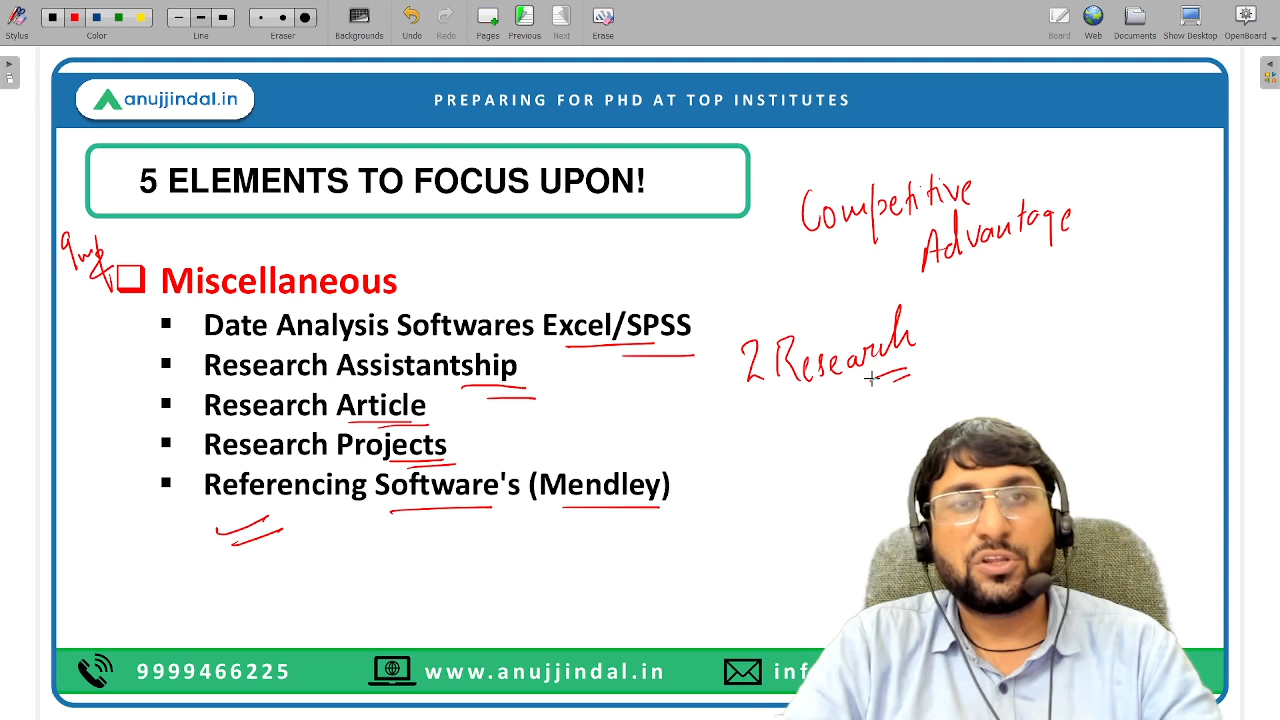 Stylus Color Line Eraser Backgrounds Undo Redo Pages Previous Next Erase Board Web Documents Show Desktop OpenBoard
anujjindal.in
PREPARING FOR PHD AT TOP INSTITUTES
5 ELEMENTS TO FOCUS UPON!
Competitive
Advantage
Miscellaneous
Date Analysis Softwares Excel/SPSS
Research Assistantship
2 Research
Research Article
Research Projects
Referencing Software's (Mendley)
9999466225 www.anujjindal.in